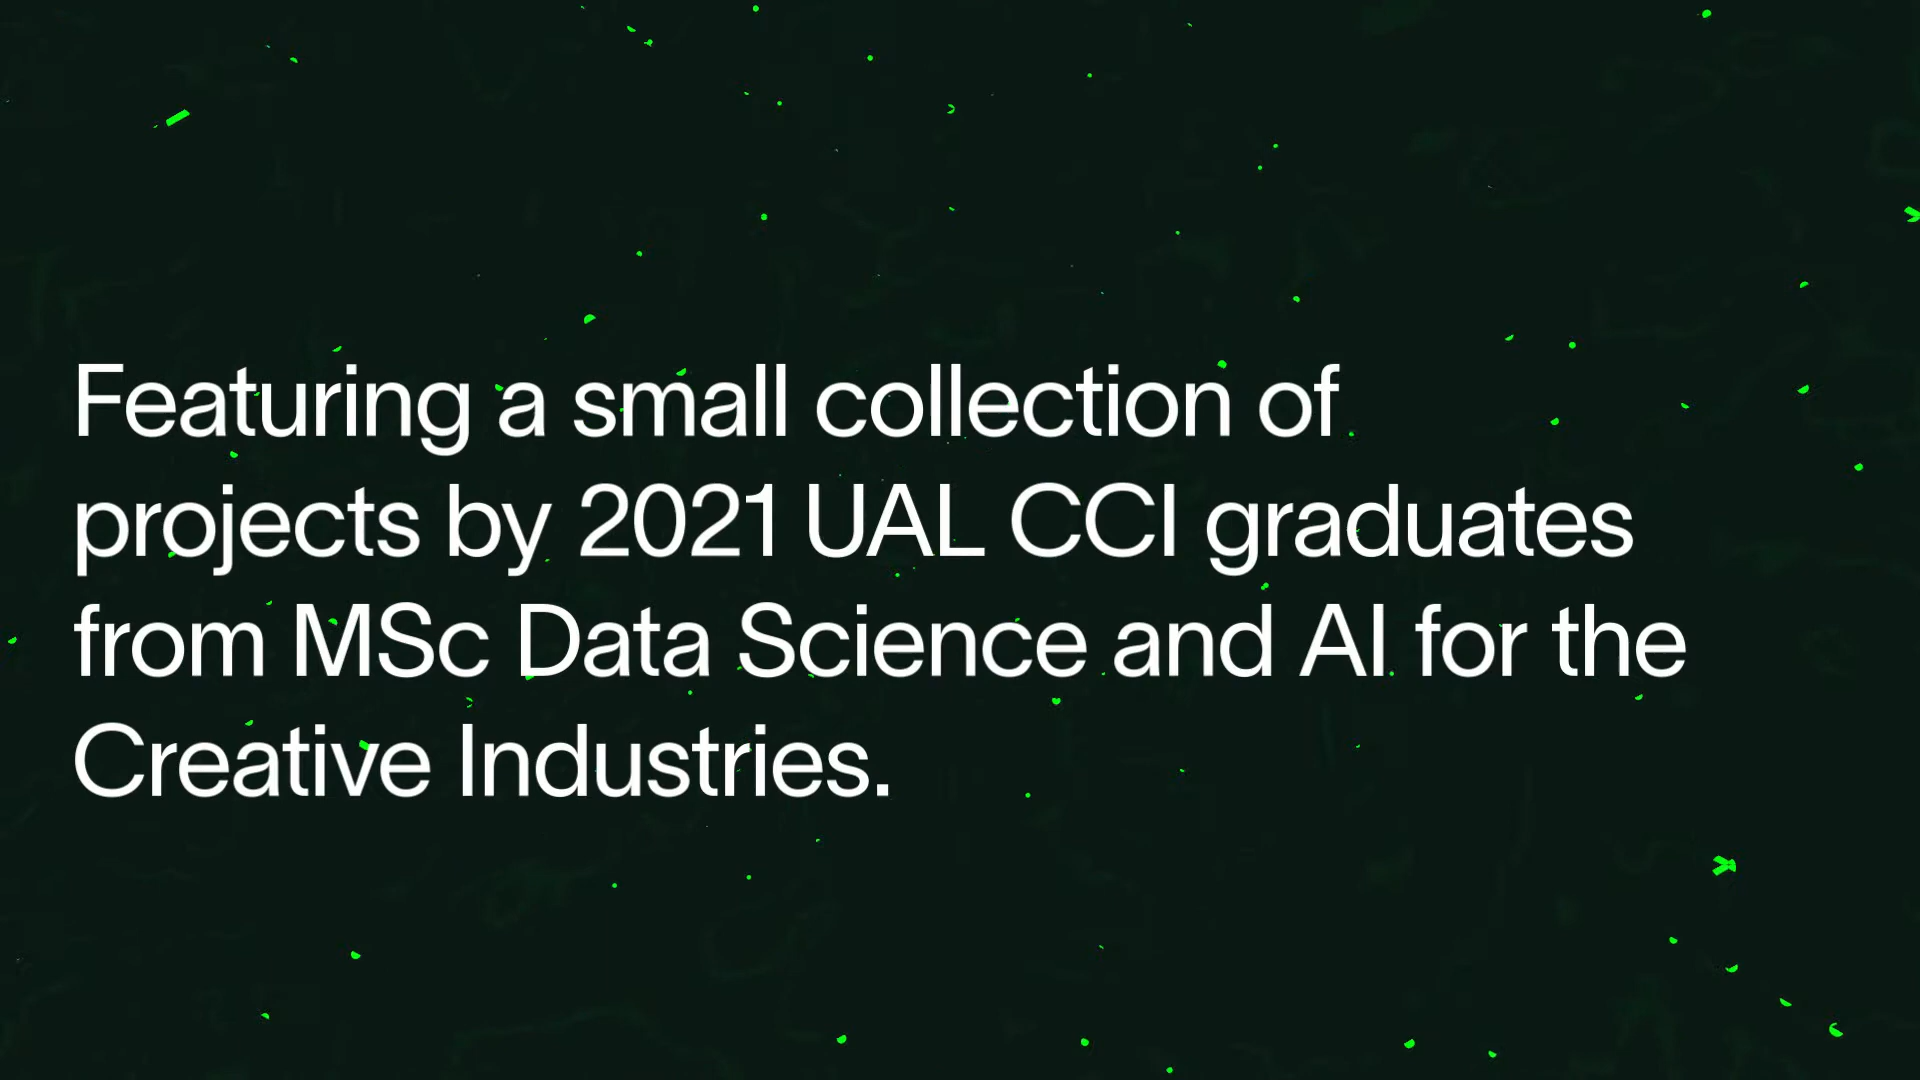 Featuring a small collection of
projects by 2021 UAL CCI graduates
from MSc Data Science and AI for the
Creative Industries.